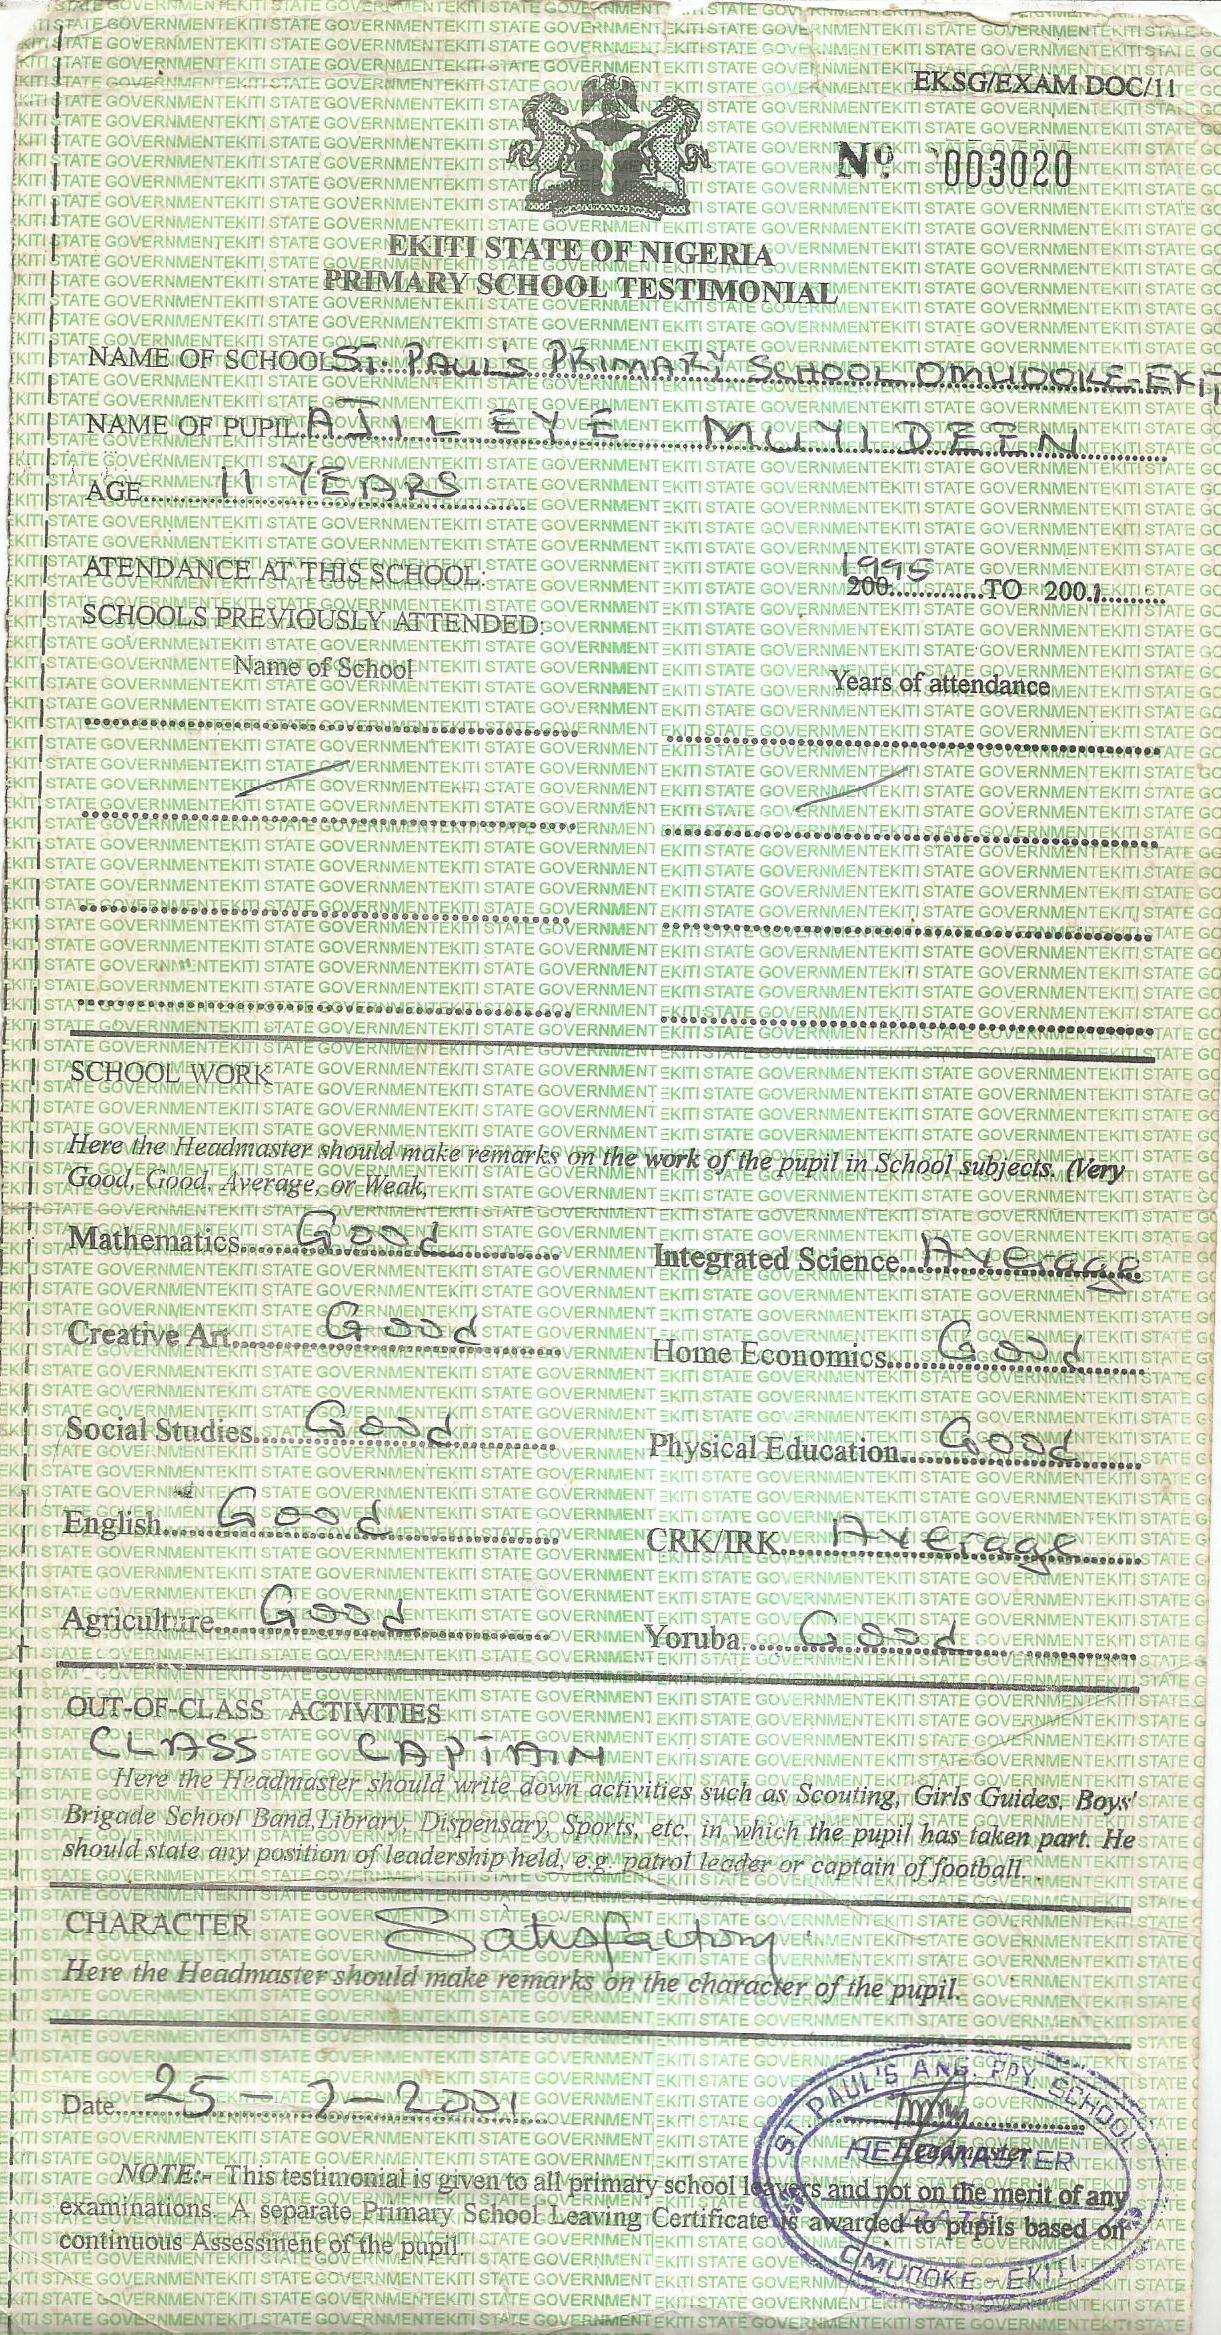 EKSG/EXAM DOC/11
Nº 003020
EKITI STATE OF NIGERIA
PRIMARY SCHOOL TESTIMONIAL
NAME OF SCHOOL ST. PAUL'S PRIMARY SCHOOL OMUOOKE-EKITI
NAME OF PUPIL AJILEYE MUYIDEEN
AGE 11 YEARS
ATENDANCE AT THIS SCHOOL: 1995 200 TO 2001
SCHOOLS PREVIOUSLY ATTENDED:
Name of School Years of attendance
SCHOOL WORK
Here the Headmaster should make remarks on the work of the pupil in School subjects. (Very
Good, Good, Average, or Weak,
Mathematics Good Integrated Science Average
Creative Art Good Home Economics Good
Social Studies Good Physical Education Good
English Good CRK/IRK Average
Agriculture Good Yoruba Good
OUT-OF-CLASS ACTIVITIES
CLASS CAPTAIN
Here the Headmaster should write down activities such as Scouting, Girls Guides, Boys'
Brigade School Band, Library, Dispensary, Sports, etc. in which the pupil has taken part. He
should state any position of leadership held, e.g. patrol leader or captain of football.
CHARACTER Satisfactory
Here the Headmaster should make remarks on the character of the pupil.
Date 25-7-2001
ST PAUL'S ANG. PRY. SCHOOL
Headmaster
HEADMASTER
OMUOOKE - EKITI.
NOTE:- This testimonial is given to all primary school leavers and not on the merit of any
examinations. A separate Primary School Leaving Certificate is awarded to pupils based on
continuous Assessment of the pupil.